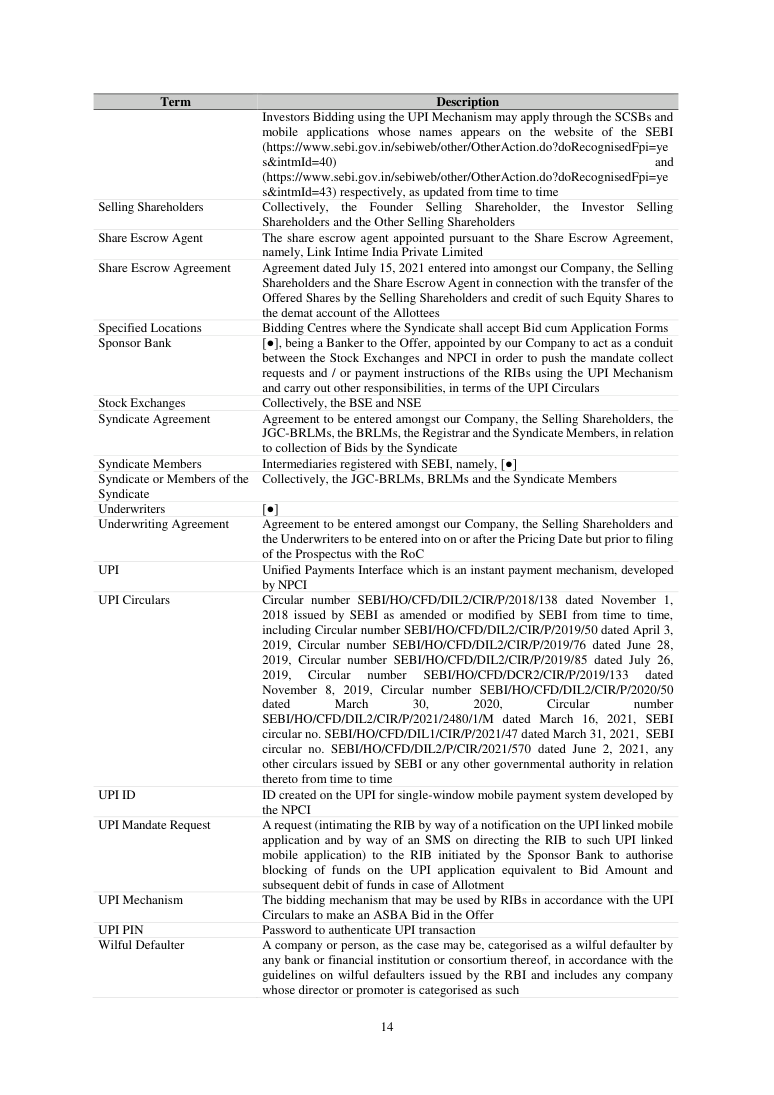 Term Description
Investors Bidding using the UPI Mechanism may apply through the SCSBs and
mobile applications whose names appears on the website of the SEBI
(https://www.sebi.gov.in/sebiweb/other/OtherAction.do?doRecognisedFpi=ye
s&intmId=40) and
(https://www.sebi.gov.in/sebiweb/other/OtherAction.do?doRecognisedFpi=ye
s&intmId=43) respectively, as updated from time to time
Selling Shareholders Collectively, the Founder Selling Shareholder, the Investor Selling
Shareholders and the Other Selling Shareholders
Share Escrow Agent The share escrow agent appointed pursuant to the Share Escrow Agreement,
namely, Link Intime India Private Limited
Share Escrow Agreement Agreement dated July 15, 2021 entered into amongst our Company, the Selling
Shareholders and the Share Escrow Agent in connection with the transfer of the
Offered Shares by the Selling Shareholders and credit of such Equity Shares to
the demat account of the Allottees
Specified Locations Bidding Centres where the Syndicate shall accept Bid cum Application Forms
Sponsor Bank [●], being a Banker to the Offer, appointed by our Company to act as a conduit
between the Stock Exchanges and NPCI in order to push the mandate collect
requests and / or payment instructions of the RIBs using the UPI Mechanism
and carry out other responsibilities, in terms of the UPI Circulars
Stock Exchanges Collectively, the BSE and NSE
Syndicate Agreement Agreement to be entered amongst our Company, the Selling Shareholders, the
JGC-BRLMs, the BRLMs, the Registrar and the Syndicate Members, in relation
to collection of Bids by the Syndicate
Syndicate Members Intermediaries registered with SEBI, namely, [●]
Syndicate or Members of the Collectively, the JGC-BRLMs, BRLMs and the Syndicate Members
Syndicate
Underwriters [●]
Underwriting Agreement Agreement to be entered amongst our Company, the Selling Shareholders and
the Underwriters to be entered into on or after the Pricing Date but prior to filing
of the Prospectus with the RoC
UPI Unified Payments Interface which is an instant payment mechanism, developed
by NPCI
UPI Circulars Circular number SEBI/HO/CFD/DIL2/CIR/P/2018/138 dated November 1,
2018 issued by SEBI as amended or modified by SEBI from time to time,
including Circular number SEBI/HO/CFD/DIL2/CIR/P/2019/50 dated April 3,
2019, Circular number SEBI/HO/CFD/DIL2/CIR/P/2019/76 dated June 28,
2019, Circular number SEBI/HO/CFD/DIL2/CIR/P/2019/85 dated July 26,
2019, Circular number SEBI/HO/CFD/DCR2/CIR/P/2019/133 dated
November 8, 2019, Circular number SEBI/HO/CFD/DIL2/CIR/P/2020/50
dated March 30, 2020, Circular number
SEBI/HO/CFD/DIL2/CIR/P/2021/2480/1/M dated March 16, 2021, SEBI
circular no. SEBI/HO/CFD/DIL1/CIR/P/2021/47 dated March 31, 2021, SEBI
circular no. SEBI/HO/CFD/DIL2/P/CIR/2021/570 dated June 2, 2021, any
other circulars issued by SEBI or any other governmental authority in relation
thereto from time to time
UPI ID ID created on the UPI for single-window mobile payment system developed by
the NPCI
UPI Mandate Request A request (intimating the RIB by way of a notification on the UPI linked mobile
application and by way of an SMS on directing the RIB to such UPI linked
mobile application) to the RIB initiated by the Sponsor Bank to authorise
blocking of funds on the UPI application equivalent to Bid Amount and
subsequent debit of funds in case of Allotment
UPI Mechanism The bidding mechanism that may be used by RIBs in accordance with the UPI
Circulars to make an ASBA Bid in the Offer
UPI PIN Password to authenticate UPI transaction
Wilful Defaulter A company or person, as the case may be, categorised as a wilful defaulter by
any bank or financial institution or consortium thereof, in accordance with the
guidelines on wilful defaulters issued by the RBI and includes any company
whose director or promoter is categorised as such
14